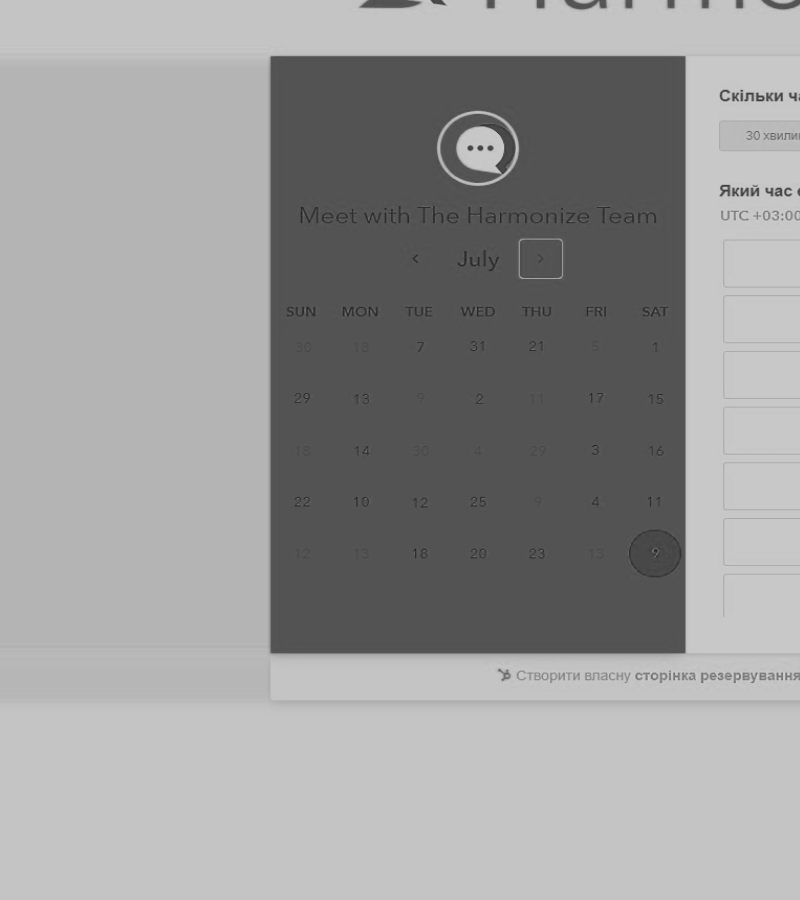 Harmo
Meet with The Harmonize Team
July
SUN MON TUE WED THU FRI SAT
30 18 7 31 21 5 1
29 13 9 2 11 17 15
18 14 30 4 29 3 16
22 10 12 25 9 4 11
12 13 18 20 23 13 9
Скільки ча
30 хвили
Який час є
UTC +03:00
Створити власну сторінка резервування